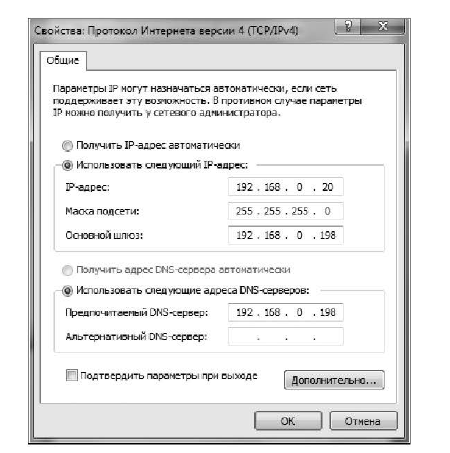 Свойства: Протокол Интернета версии 4 (TCP/IPv4)
Общие
Параметры IP могут назначаться автоматически, если сеть
поддерживает эту возможность. В противном случае параметры
IP можно получить у сетевого администратора.
Получить IP-адрес автоматически
Использовать следующий IP-адрес:
IP-адрес: 192 . 168 . 0 . 20
Маска подсети: 255 . 255 . 255 . 0
Основной шлюз: 192 . 168 . 0 . 198
Получить адрес DNS-сервера автоматически
Использовать следующие адреса DNS-серверов:
Предпочитаемый DNS-сервер: 192 . 168 . 0 . 198
Альтернативный DNS-сервер: . . .
Подтвердить параметры при выходе
Дополнительно...
OK Отмена